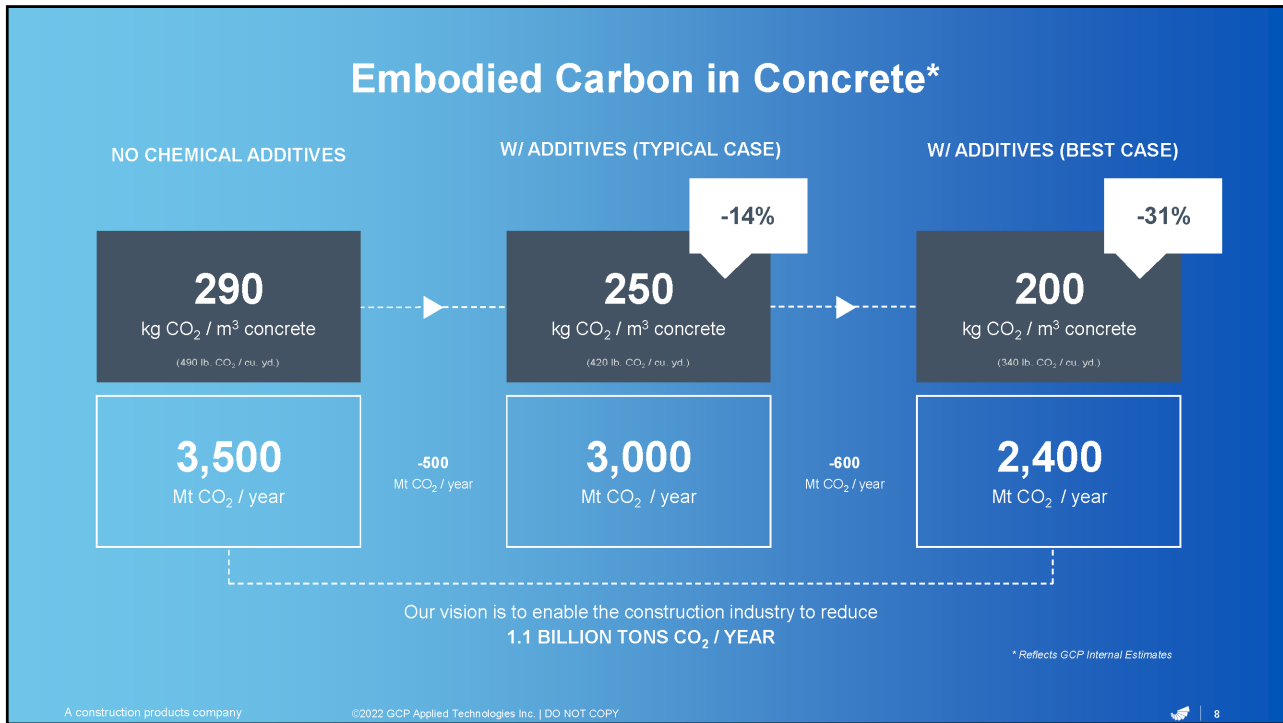 Embodied Carbon in Concrete*
NO CHEMICAL ADDITIVES
W/ ADDITIVES (TYPICAL CASE)
W/ ADDITIVES (BEST CASE)
-14%
-31%
290
kg CO₂ / m³ concrete
(490 lb. CO₂ / cu. yd.)
250
kg CO₂ / m³ concrete
(420 lb. CO₂ / cu. yd.)
200
kg CO₂ / m³ concrete
(340 lb. CO₂ / cu. yd.)
3,500
Mt CO₂ / year
-500
Mt CO₂ / year
3,000
Mt CO₂ / year
-600
Mt CO₂ / year
2,400
Mt CO₂ / year
Our vision is to enable the construction industry to reduce
1.1 BILLION TONS CO₂ / YEAR
* Reflects GCP Internal Estimates
A construction products company
©2022 GCP Applied Technologies Inc. | DO NOT COPY
8